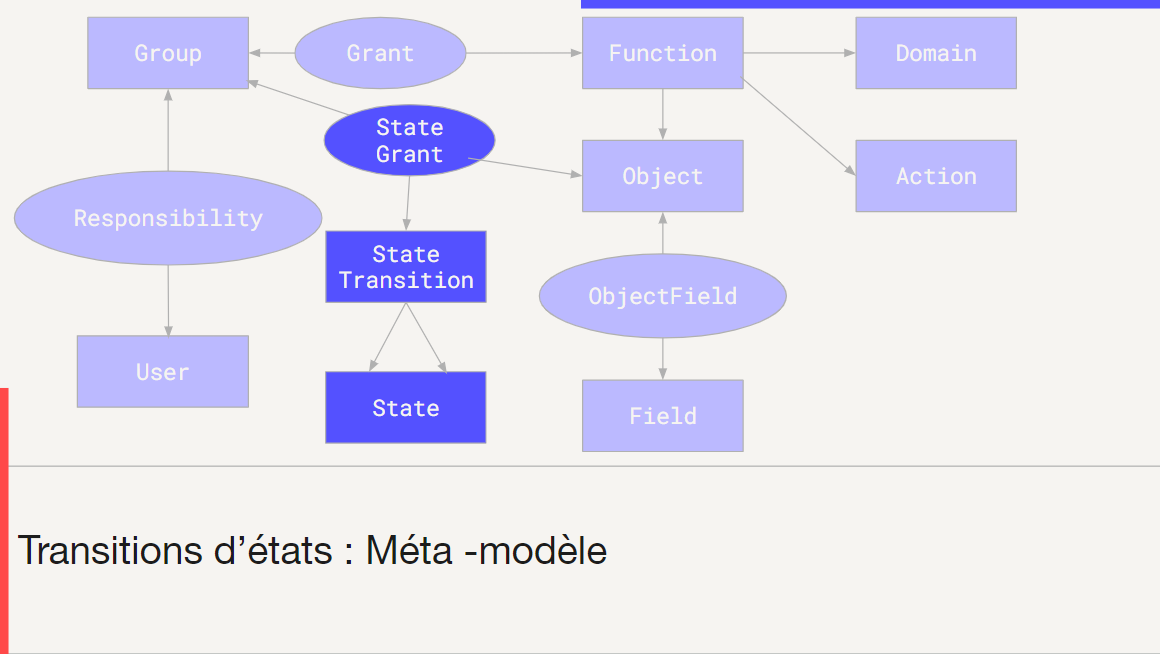 Group
Grant
Function
Domain
State
Grant
Object
Action
Responsibility
State
Transition
ObjectField
User
State
Field
Transitions d’états : Méta -modèle